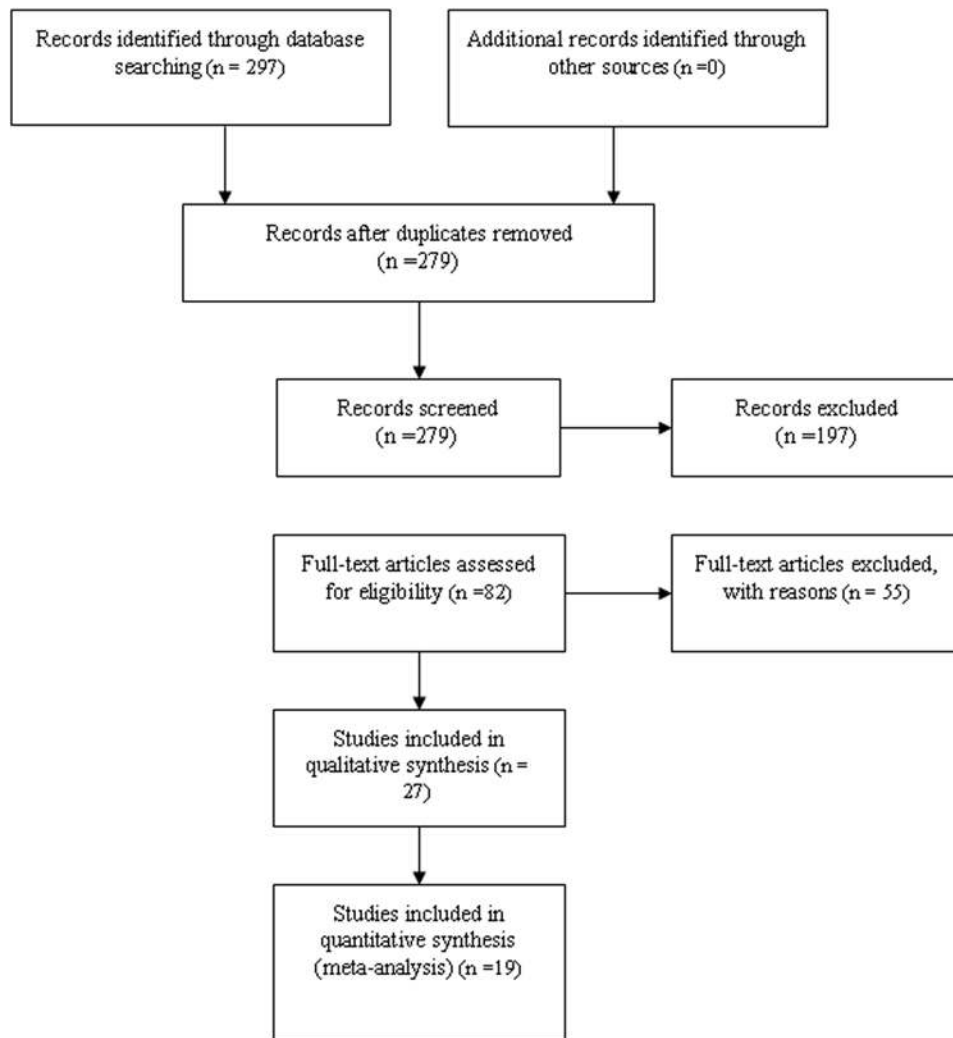 Records identified through database
searching (n = 297)
Additional records identified through
other sources (n =0)
Records after duplicates removed
(n =279)
Records screened
(n =279)
Records excluded
(n =197)
Full-text articles assessed
for eligibility (n =82)
Full-text articles excluded,
with reasons (n = 55)
Studies included in
qualitative synthesis (n =
27)
Studies included in
quantitative synthesis
(meta-analysis) (n =19)